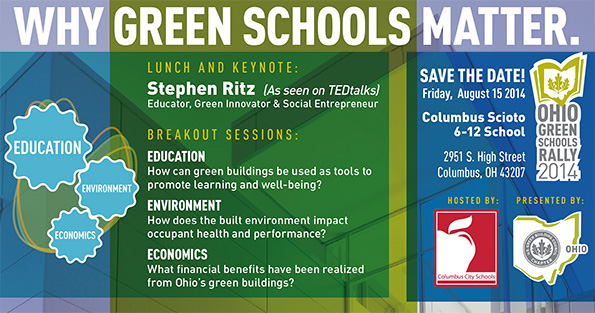 WHY GREEN SCHOOLS MATTER.
EDUCATION
ENVIRONMENT
ECONOMICS
LUNCH AND KEYNOTE:
Stephen Ritz (As seen on TEDtalks)
Educator, Green Innovator & Social Entrepreneur
BREAKOUT SESSIONS:
EDUCATION
How can green buildings be used as tools to
promote learning and well-being?
ENVIRONMENT
How does the built environment impact
occupant health and performance?
ECONOMICS
What financial benefits have been realized
from Ohio's green buildings?
SAVE THE DATE!
Friday, August 15 2014
Columbus Scioto
6-12 School
2951 S. High Street
Columbus, OH 43207
OHIO
GREEN
SCHOOLS
RALLY
2014
HOSTED BY:
Columbus City Schools
PRESENTED BY:
OHIO